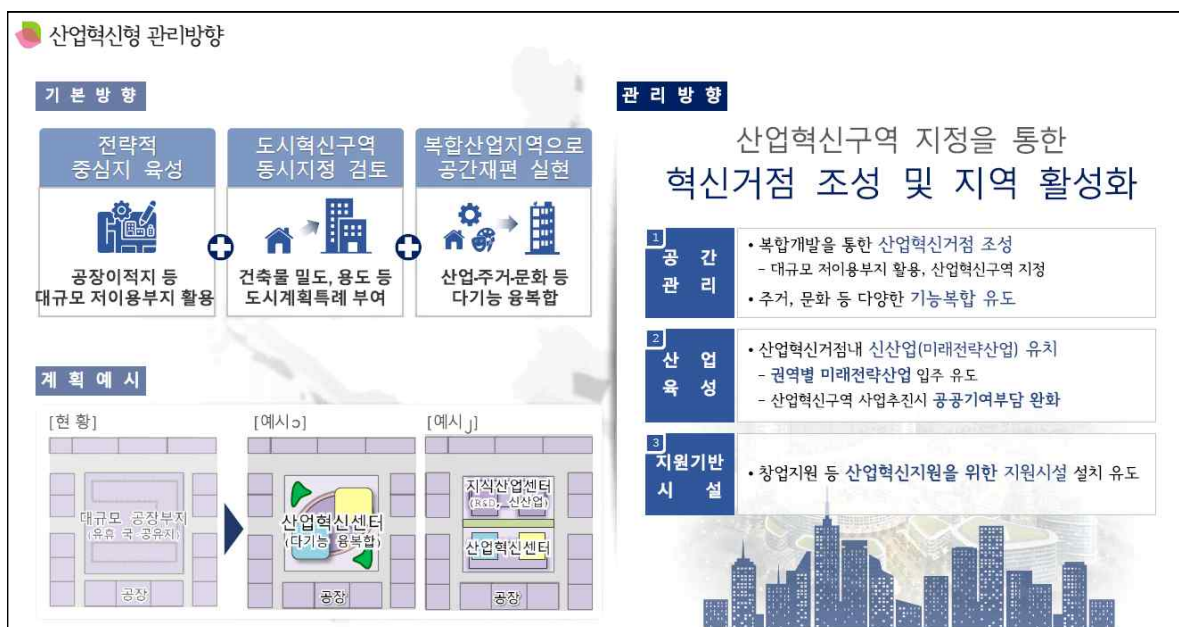 산업혁신형 관리방향
기본방향
전략적
중심지 육성
공장이적지 등
대규모 저이용부지 활용
도시혁신구역
동시지정 검토
건축물 밀도, 용도 등
도시계획특례 부여
복합산업지역으로
공간재편 실현
산업·주거·문화 등
다기능 융복합
계획예시
[현 황]
대규모 공장부지
(유휴 국 공유지)
공장
[예시ɔ]
산업혁신센터
(다기능 융복합)
공장
[예시j]
지식산업센터
(R&D, 신산업)
산업혁신센터
공장
관리방향
산업혁신구역 지정을 통한
혁신거점 조성 및 지역 활성화
1
공 간
관 리
• 복합개발을 통한 산업혁신거점 조성
- 대규모 저이용부지 활용, 산업혁신구역 지정
• 주거, 문화 등 다양한 기능복합 유도
2
산 업
육 성
• 산업혁신거점내 신산업(미래전략산업) 유치
- 권역별 미래전략산업 입주 유도
- 산업혁신구역 사업추진시 공공기여부담 완화
3
지원기반
시 설
• 창업지원 등 산업혁신지원을 위한 지원시설 설치 유도